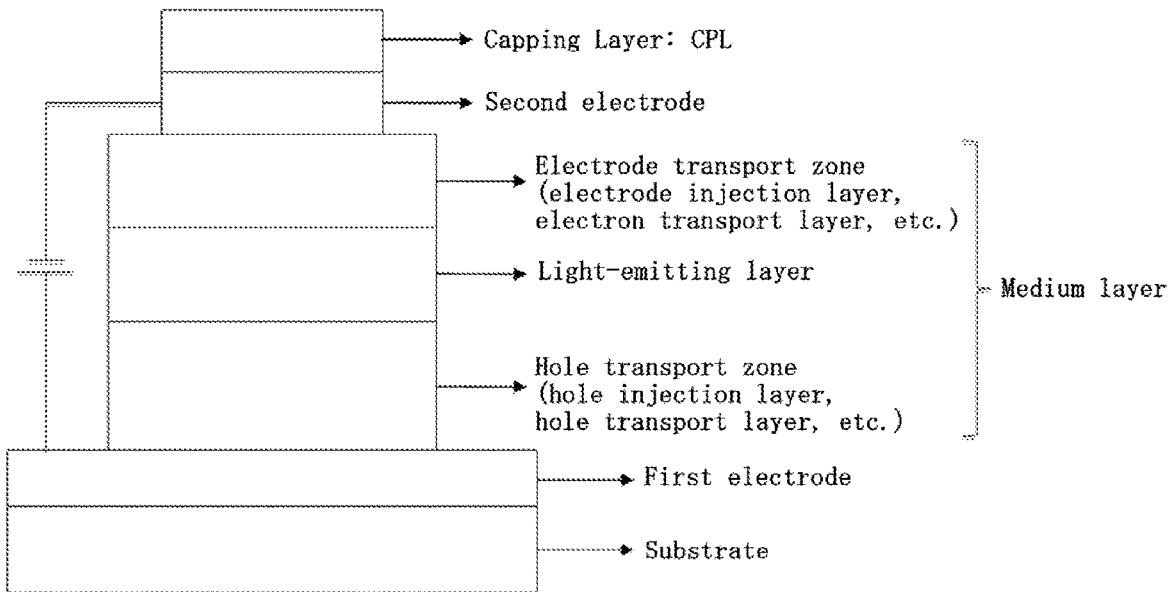 Capping Layer: CPL
Second electrode
Electrode transport zone
(electrode injection layer,
electron transport layer, etc.)
Light-emitting layer
Medium layer
Hole transport zone
(hole injection layer,
hole transport layer, etc.)
First electrode
Substrate